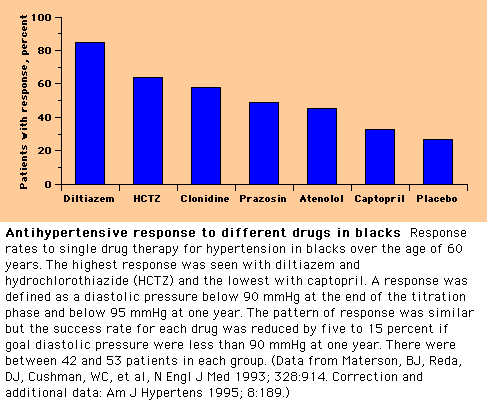 Patients with response, percent
100
80
60
40
20
0
Diltiazem HCTZ Clonidine Prazosin Atenolol Captopril Placebo
Antihypertensive response to different drugs in blacks Response
rates to single drug therapy for hypertension in blacks over the age of 60
years. The highest response was seen with diltiazem and
hydrochlorothiazide (HCTZ) and the lowest with captopril. A response was
defined as a diastolic pressure below 90 mmHg at the end of the titration
phase and below 95 mmHg at one year. The pattern of response was similar
but the success rate for each drug was reduced by five to 15 percent if
goal diastolic pressure were less than 90 mmHg at one year. There were
between 42 and 53 patients in each group. (Data from Materson, BJ, Reda,
DJ, Cushman, WC, et al, N Engl J Med 1993; 328:914. Correction and
additional data: Am J Hypertens 1995; 8:189.)